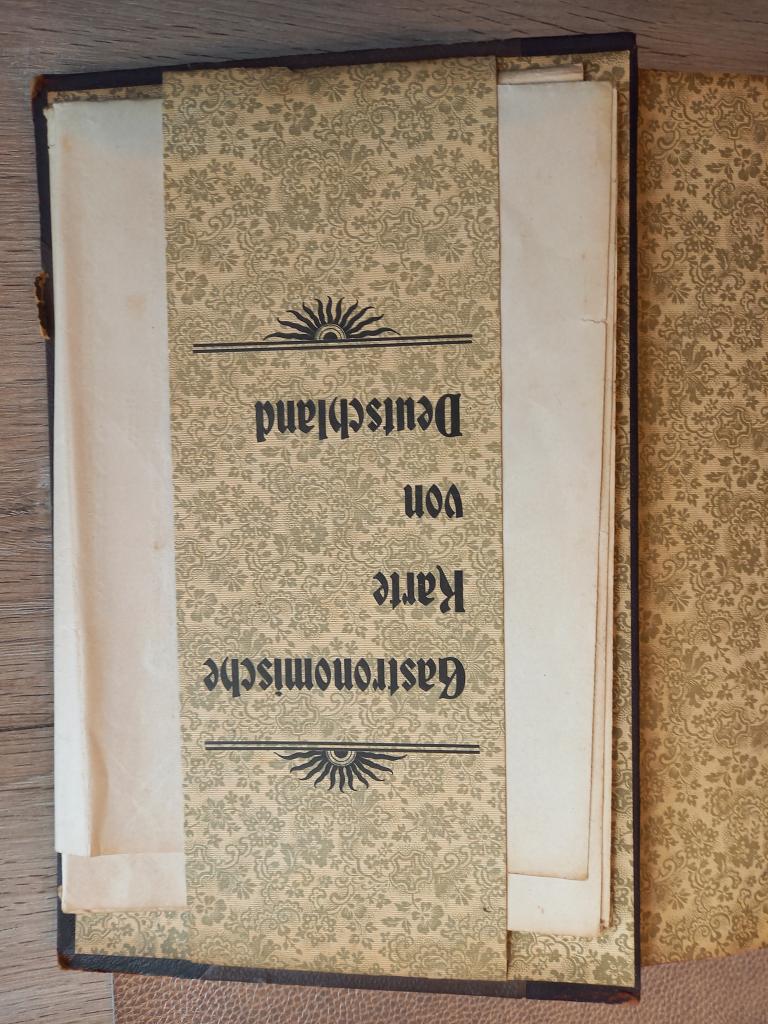 Gastronomische
Karte
von
Deutschland